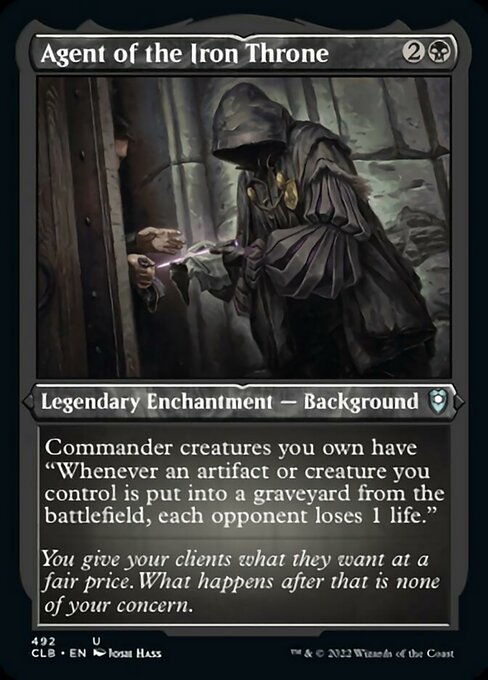 Agent of the Iron Throne 2
Legendary Enchantment — Background
Commander creatures you own have
“Whenever an artifact or creature you
control is put into a graveyard from the
battlefield, each opponent loses 1 life.”
You give your clients what they want at a
fair price. What happens after that is none
of your concern.
492 U
CLB • EN Josh Hass ™ & © 2022 Wizards of the Coast